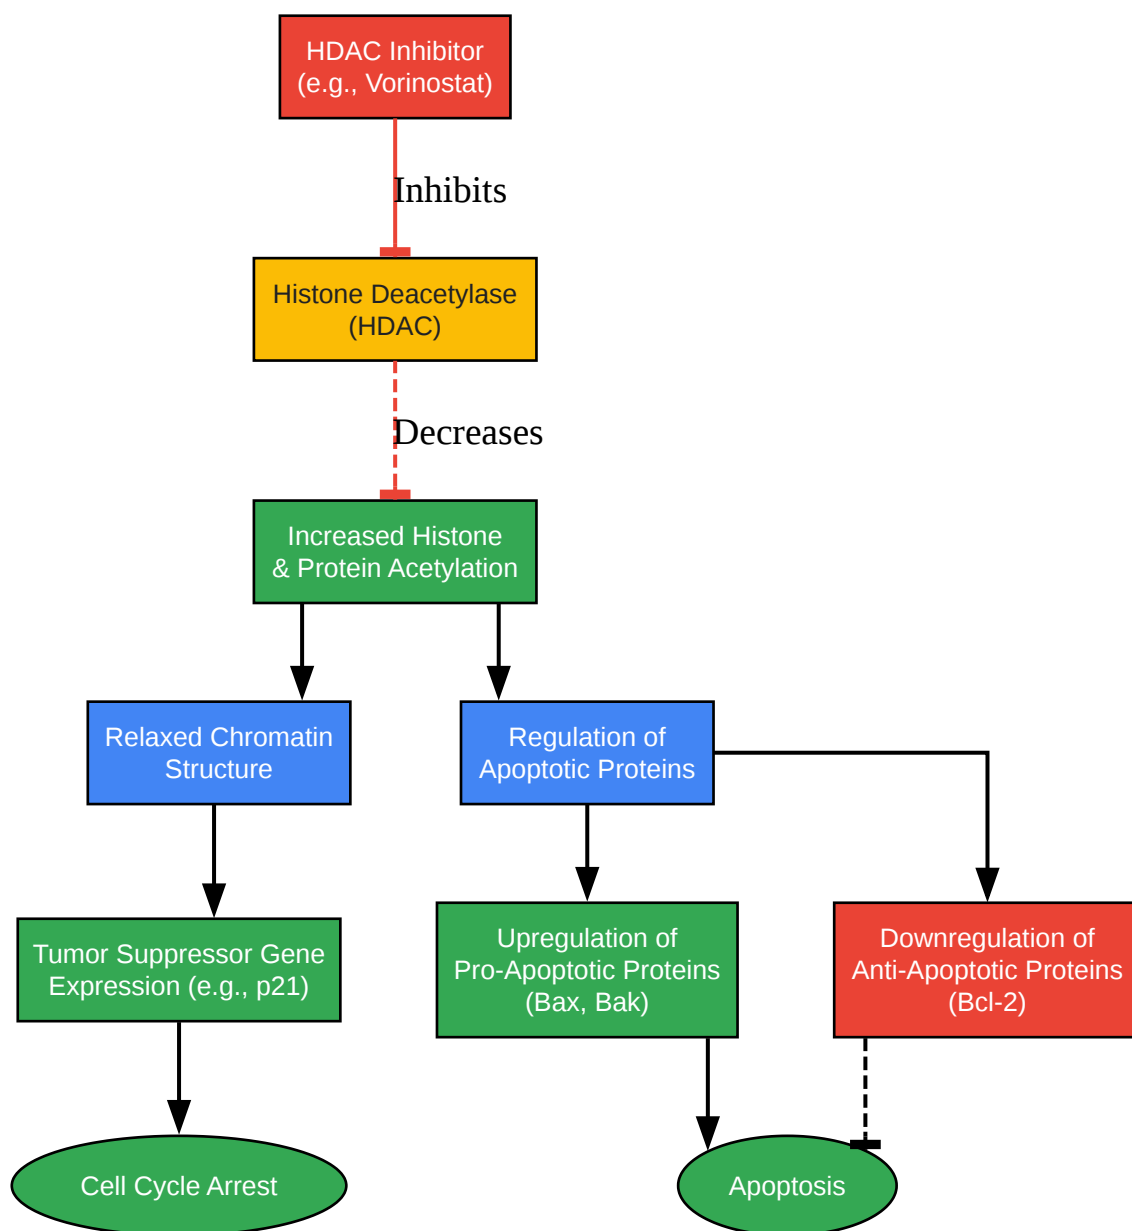 HDAC Inhibitor
(e.g., Vorinostat)
Inhibits
Histone Deacetylase
(HDAC)
Decreases
Increased Histone
& Protein Acetylation
Relaxed Chromatin
Structure
Regulation of
Apoptotic Proteins
Tumor Suppressor Gene
Expression (e.g., p21)
Upregulation of
Pro-Apoptotic Proteins
(Bax, Bak)
Downregulation of
Anti-Apoptotic Proteins
(Bcl-2)
Cell Cycle Arrest
Apoptosis